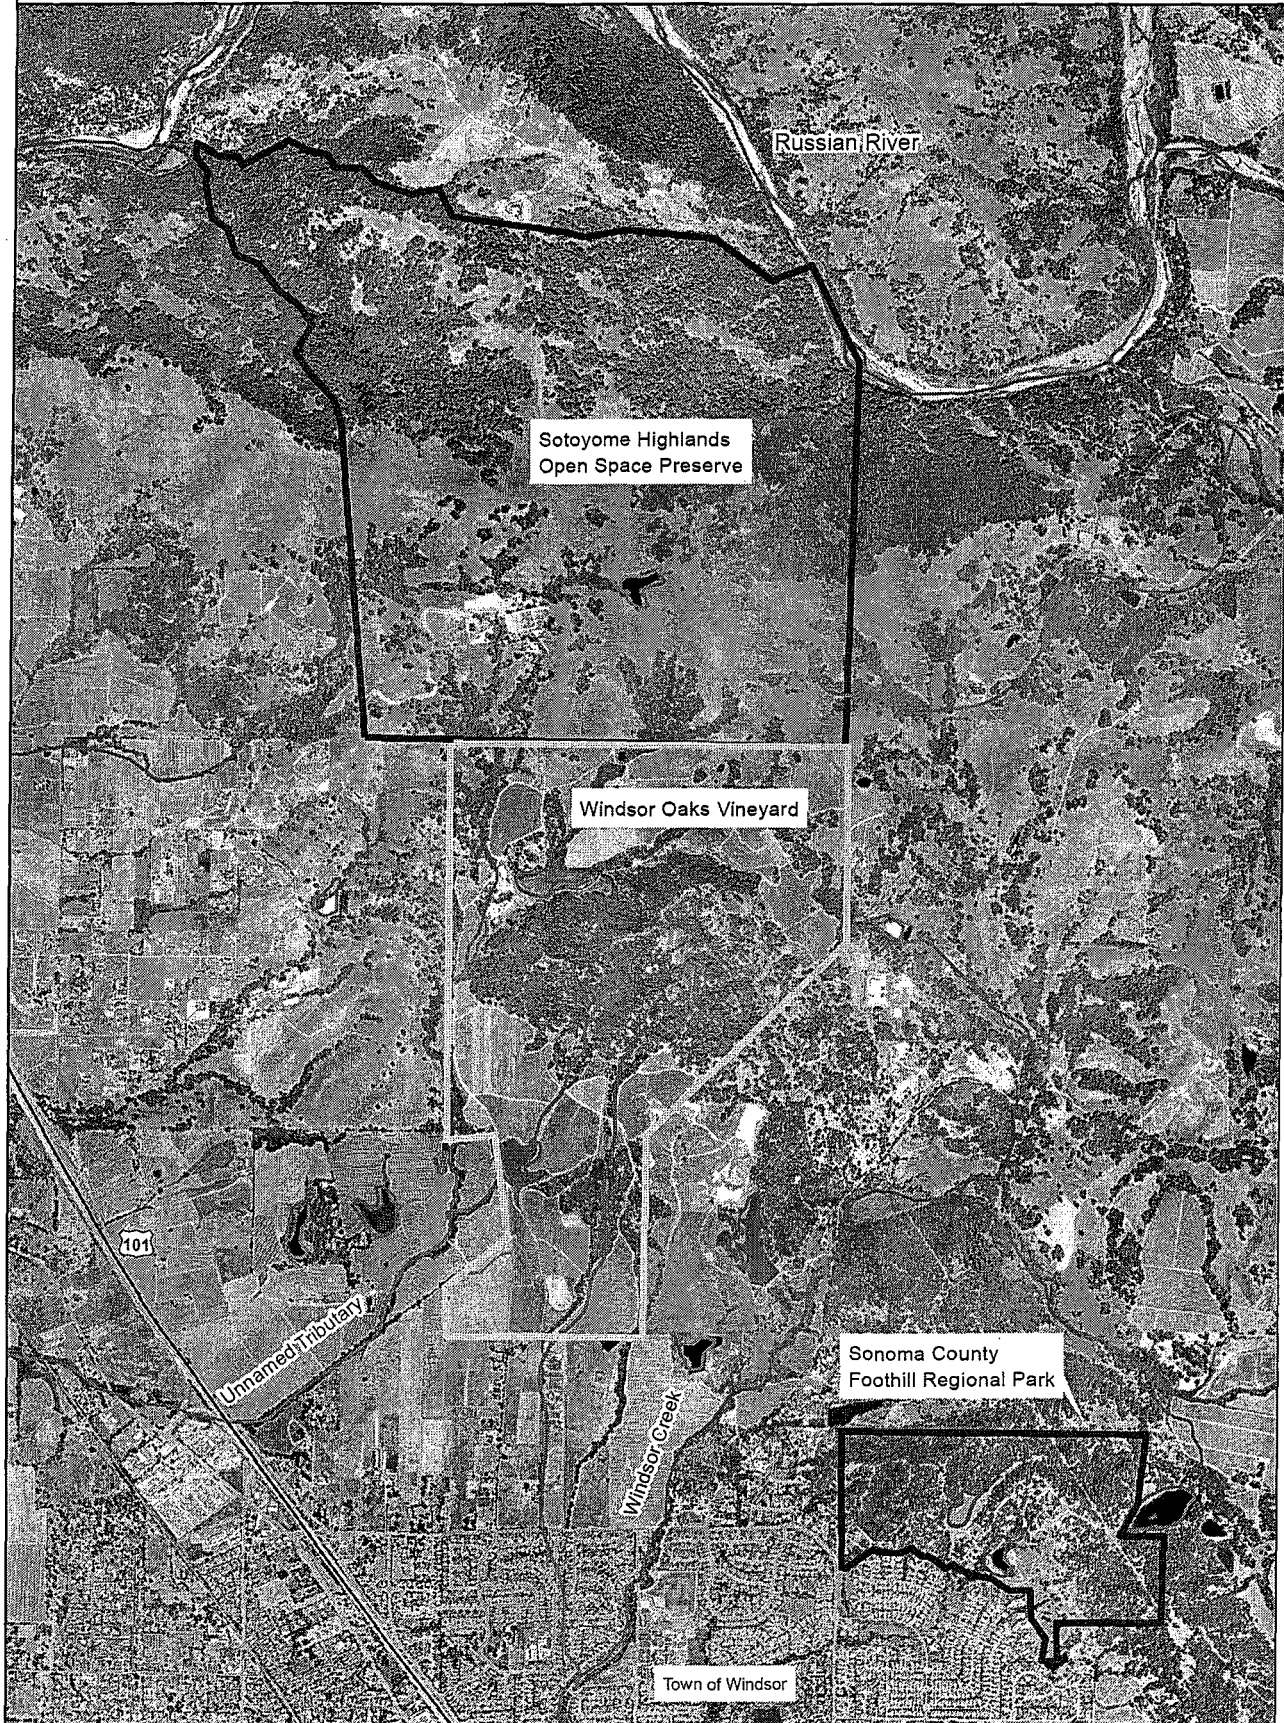 Russian River
Sotoyome Highlands
Open Space Preserve
Windsor Oaks Vineyard
101
Unnamed Tributary
Sonoma County
Foothill Regional Park
Windsor Creek
Town of Windsor